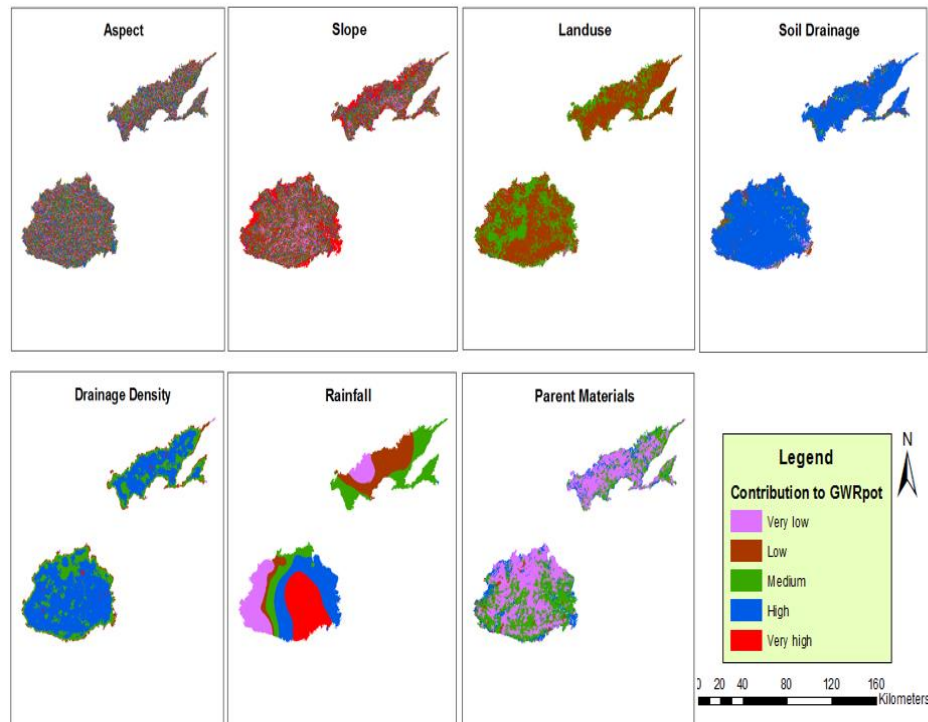 Aspect
Slope
Landuse
Soil Drainage
Drainage Density
Rainfall
Parent Materials
Legend
Contribution to GWRpot
Very low
Low
Medium
High
Very high
N
0 20 40 80 120 160
Kilometers